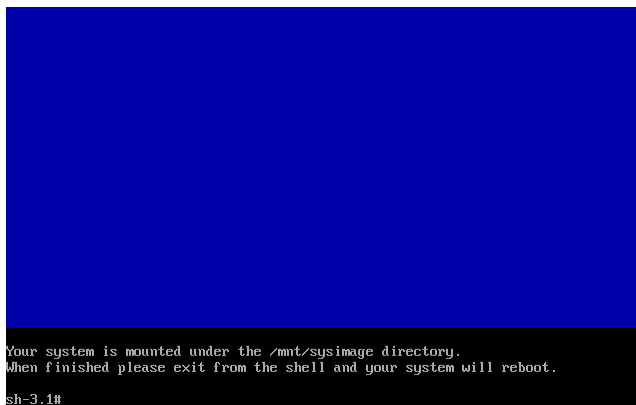 Your system is mounted under the /mnt/sysimage directory.
When finished please exit from the shell and your system will reboot.
sh-3.1#